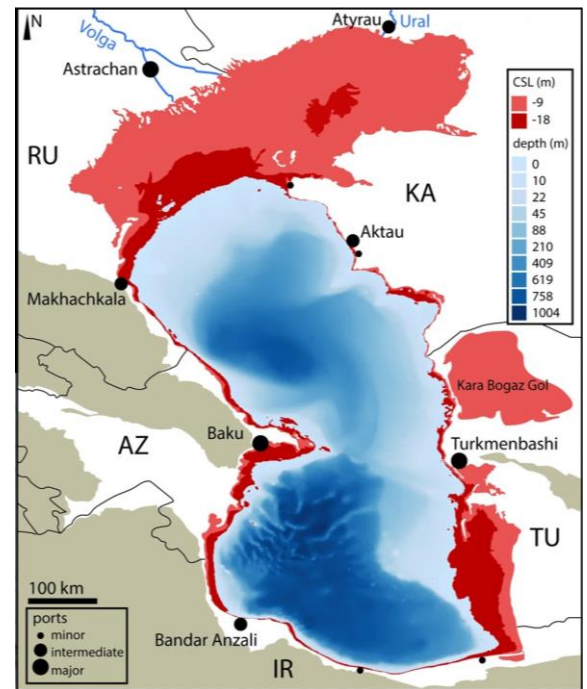 N
Volga
Astrachan
Atyrau
Ural
CSL (m)
-9
-18
depth (m)
0
10
22
45
88
210
409
619
758
1004
RU
KA
Aktau
Makhachkala
Kara Bogaz Gol
AZ
Baku
Turkmenbashi
TU
100 km
ports
minor
intermediate
major
Bandar Anzali
IR